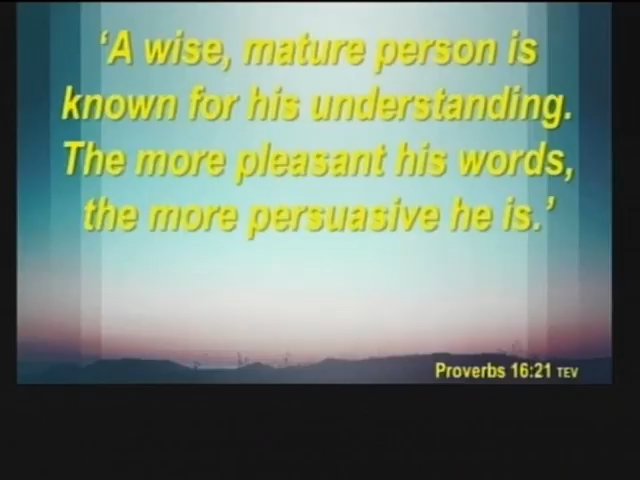 ‘A wise, mature person is
known for his understanding.
The more pleasant his words,
the more persuasive he is.’
Proverbs 16:21 TEV